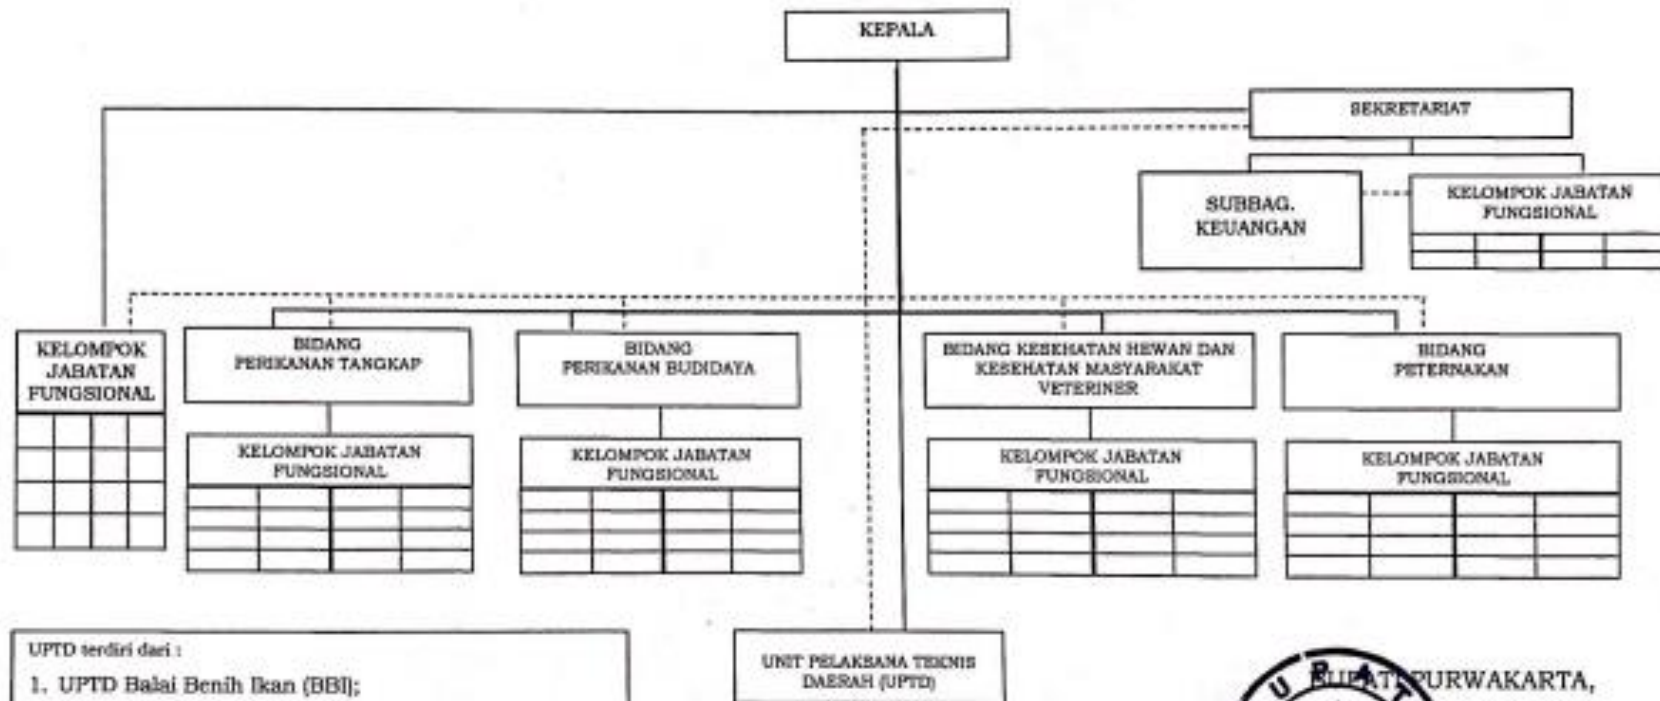 KEPALA
SEKRETARIAT
SUBBAG.
KEUANGAN
KELOMPOK JABATAN
FUNGSIONAL
KELOMPOK
JABATAN
FUNGSIONAL
BIDANG
PERIKANAN TANGKAP
BIDANG
PERIKANAN BUDIDAYA
BIDANG KESEHATAN HEWAN DAN
KESEHATAN MASYARAKAT
VETERINER
BIDANG
PETERNAKAN
KELOMPOK JABATAN
FUNGSIONAL
KELOMPOK JABATAN
FUNGSIONAL
KELOMPOK JABATAN
FUNGSIONAL
KELOMPOK JABATAN
FUNGSIONAL
UPTD terdiri dari :
1. UPTD Balai Benih Ikan (BBI);
UNIT PELAKSANA TEKNIS
DAERAH (UPTD)
BUPATI PURWAKARTA,
U P A T